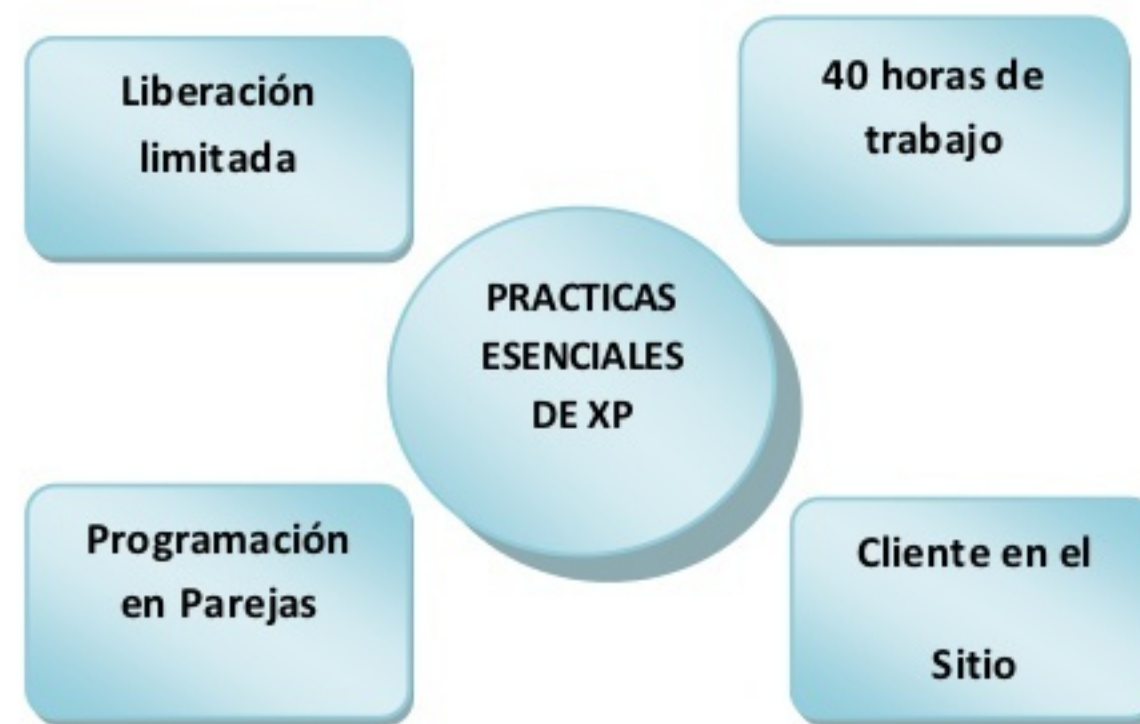 Liberación
limitada
40 horas de
trabajo
PRACTICAS
ESENCIALES
DE XP
Programación
en Parejas
Cliente en el
Sitio